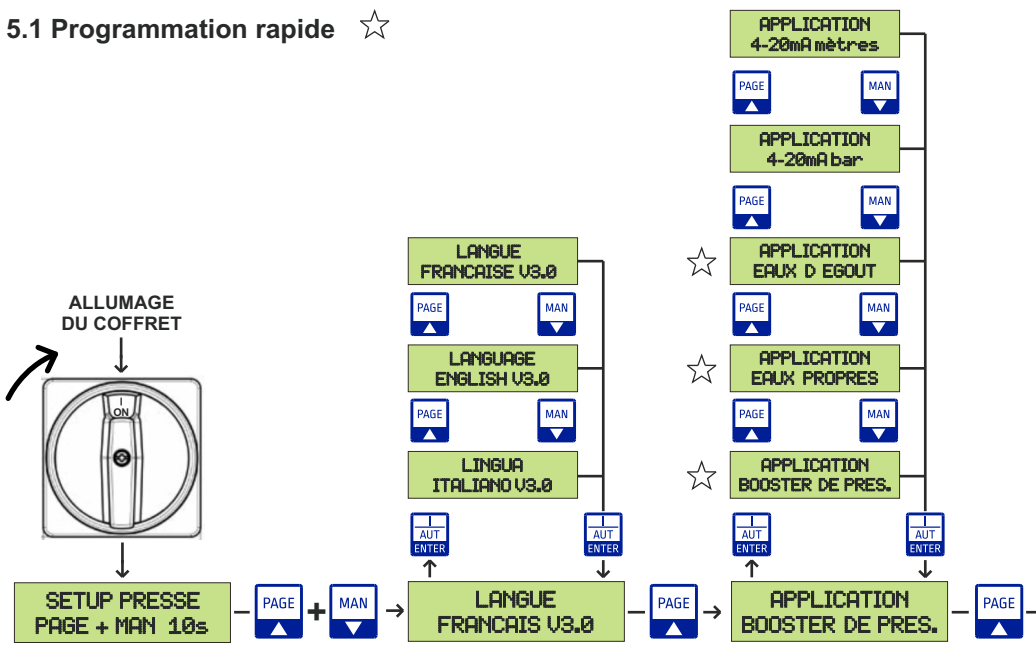 5.1 Programmation rapide
APPLICATION
4-20mA mètres
PAGE
MAN
APPLICATION
4-20mA bar
PAGE
MAN
APPLICATION
EAUX D EGOUT
PAGE
MAN
APPLICATION
EAUX PROPRES
PAGE
MAN
APPLICATION
BOOSTER DE PRES.
I
AUT
ENTER
I
AUT
ENTER
LANGUE
FRANCAISE V3.0
PAGE
MAN
LANGUAGE
ENGLISH V3.0
PAGE
MAN
LINGUA
ITALIANO V3.0
I
AUT
ENTER
I
AUT
ENTER
ALLUMAGE
DU COFFRET
I
ON
SETUP PRESSE
PAGE + MAN 10s
PAGE
+
MAN
LANGUE
FRANCAIS V3.0
PAGE
APPLICATION
BOOSTER DE PRES.
PAGE